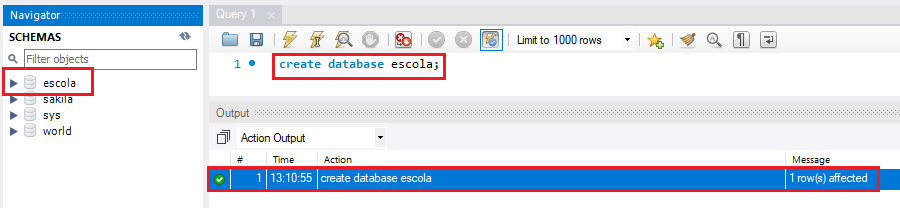 Navigator
SCHEMAS
Filter objects
escola
sakila
sys
world
Query 1
Limit to 1000 rows
1
create database escola;
Output
Action Output
# Time Action Message
1 13:10:55 create database escola 1 row(s) affected